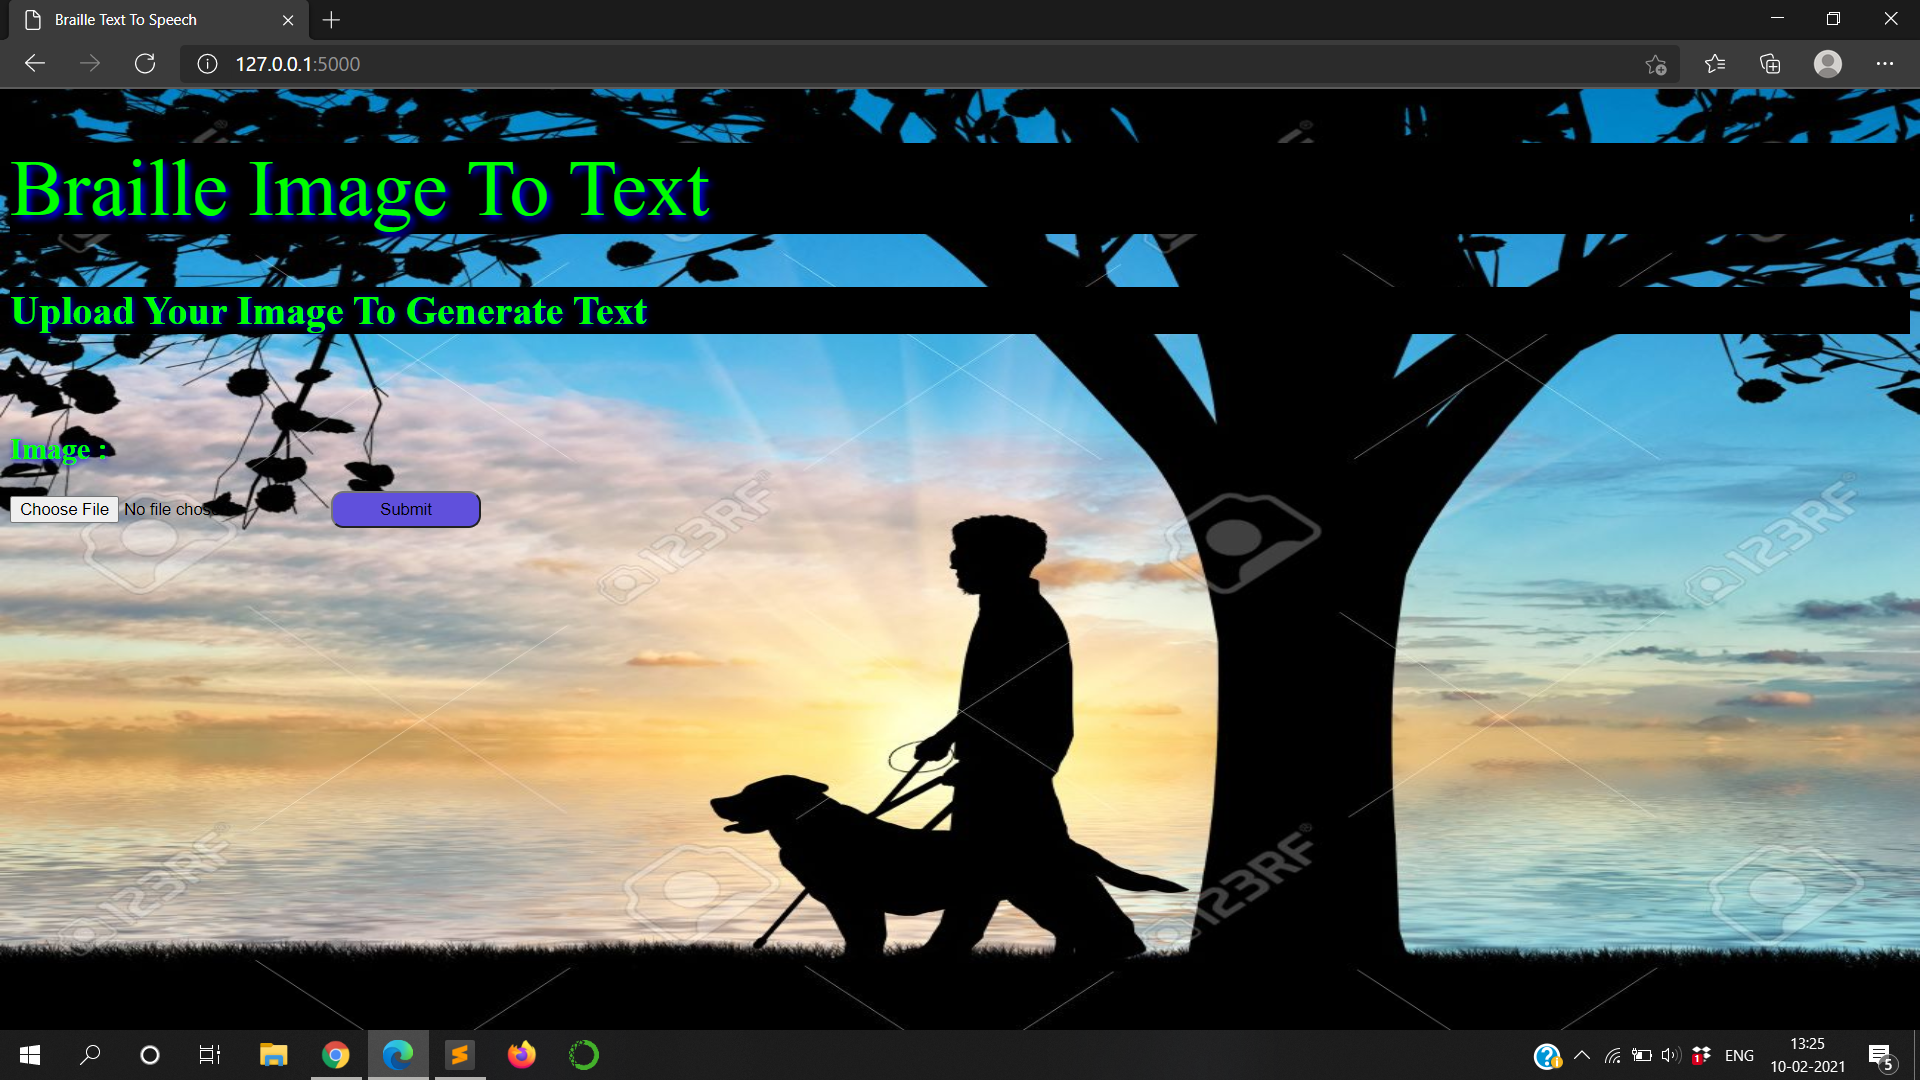 Braille Text To Speech
127.0.0.1:5000
Braille Image To Text
Upload Your Image To Generate Text
Image :
Choose File No file chos
Submit
123RF
123RF
123RF
123RF
ENG
13:25
10-02-2021
1
5